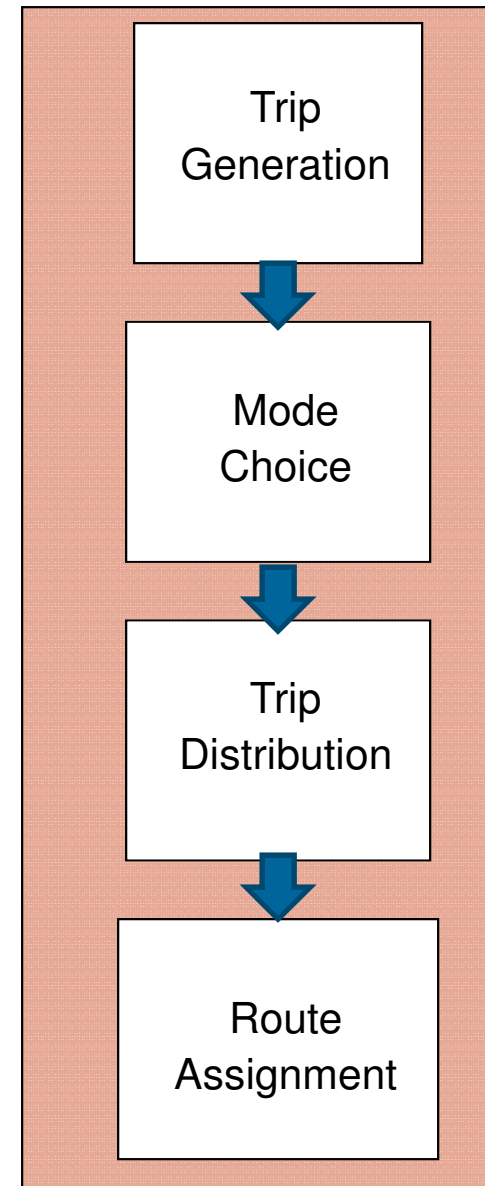 Trip
Generation
Mode
Choice
Trip
Distribution
Route
Assignment